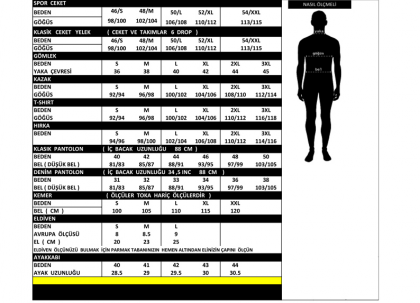 SPOR CEKET
BEDEN 46/S 48/M 50/L 52/XL 54/XXL
GÖĞÜS 98/100 102/104 106/108 110/112 113/115
KLASİK CEKET YELEK ( CEKET VE TAKIMLAR 6 DROP )
BEDEN 46/S 48/M 50/L 52/XL 54/XXL
GÖĞÜS 98/100 102/104 106/108 110/112 113/115
GÖMLEK
BEDEN S M L XL 2XL 3XL
YAKA ÇEVRESİ 36 38 40 42 44 45
KAZAK
BEDEN S M L XL 2XL 3XL
GÖĞÜS 92/94 96/98 100/102 104/106 108/110 112/114
T-SHIRT
BEDEN S M L XL 2XL 3XL
GÖĞÜS 92/94 96/98 100/102 106/108 110/112 116/118
HIRKA
BEDEN S M L XL 2XL 3XL
94/96 98/100 102/104 106/108 110/112 114/116
KLASIK PANTOLON ( İÇ BACAK UZUNLUĞU 88 CM )
BEDEN 40 42 44 46 48 50
BEL ( DÜŞÜK BEL ) 81/83 85/87 88/91 93/95 97/99 103/105
DENİM PANTOLON ( İÇ BACAK UZUNLUĞU 34 ,5 INC 88 CM )
BEDEN 31 32 33 34 36 38
BEL ( DÜŞÜK BEL ) 81/83 85/87 88/91 93/95 97/99 103/105
KEMER ( ÖLÇÜLER TOKA HARİÇ ÖLÇÜLERDİR )
BEDEN S M L XL XXL
BEL ( CM ) 100 105 110 115 120
ELDİVEN
BEDEN S M L
AVRUPA ÖLÇÜSÜ 8 8.5 9
EL ( CM ) 20 23 25
ELDİVEN ÖLÇÜNÜZÜ BULMAK İÇİN PARMAK TABANINIZIN HEMEN ALTINDAN ELİNİZİN ÇAPINI ÖLÇÜN
AYAKKABI
BEDEN 40 41 42 43 44
AYAK UZUNLUĞU 28.5 29 29.5 30 30.5
NASIL ÖLÇMELİ